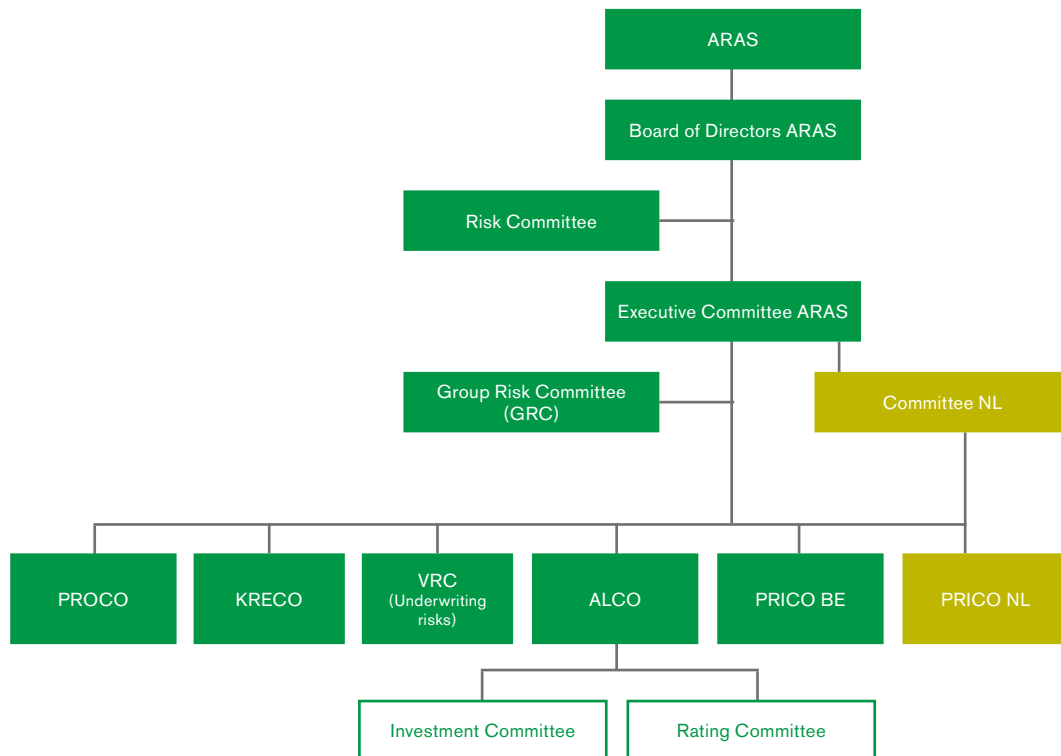 ARAS
Board of Directors ARAS
Risk Committee
Executive Committee ARAS
Group Risk Committee
(GRC)
Committee NL
PROCO
KRECO
VRC
(Underwriting
risks)
ALCO
PRICO BE
PRICO NL
Investment Committee
Rating Committee